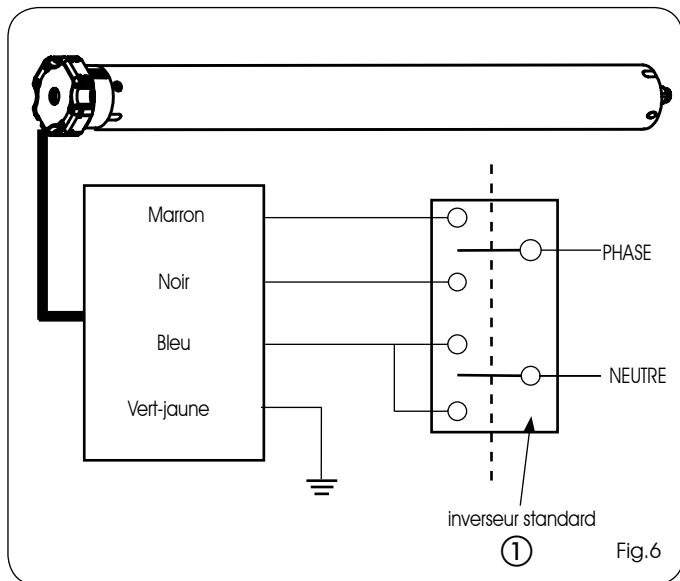 Marron
PHASE
Noir
Bleu
NEUTRE
Vert-jaune
inverseur standard
①
Fig.6